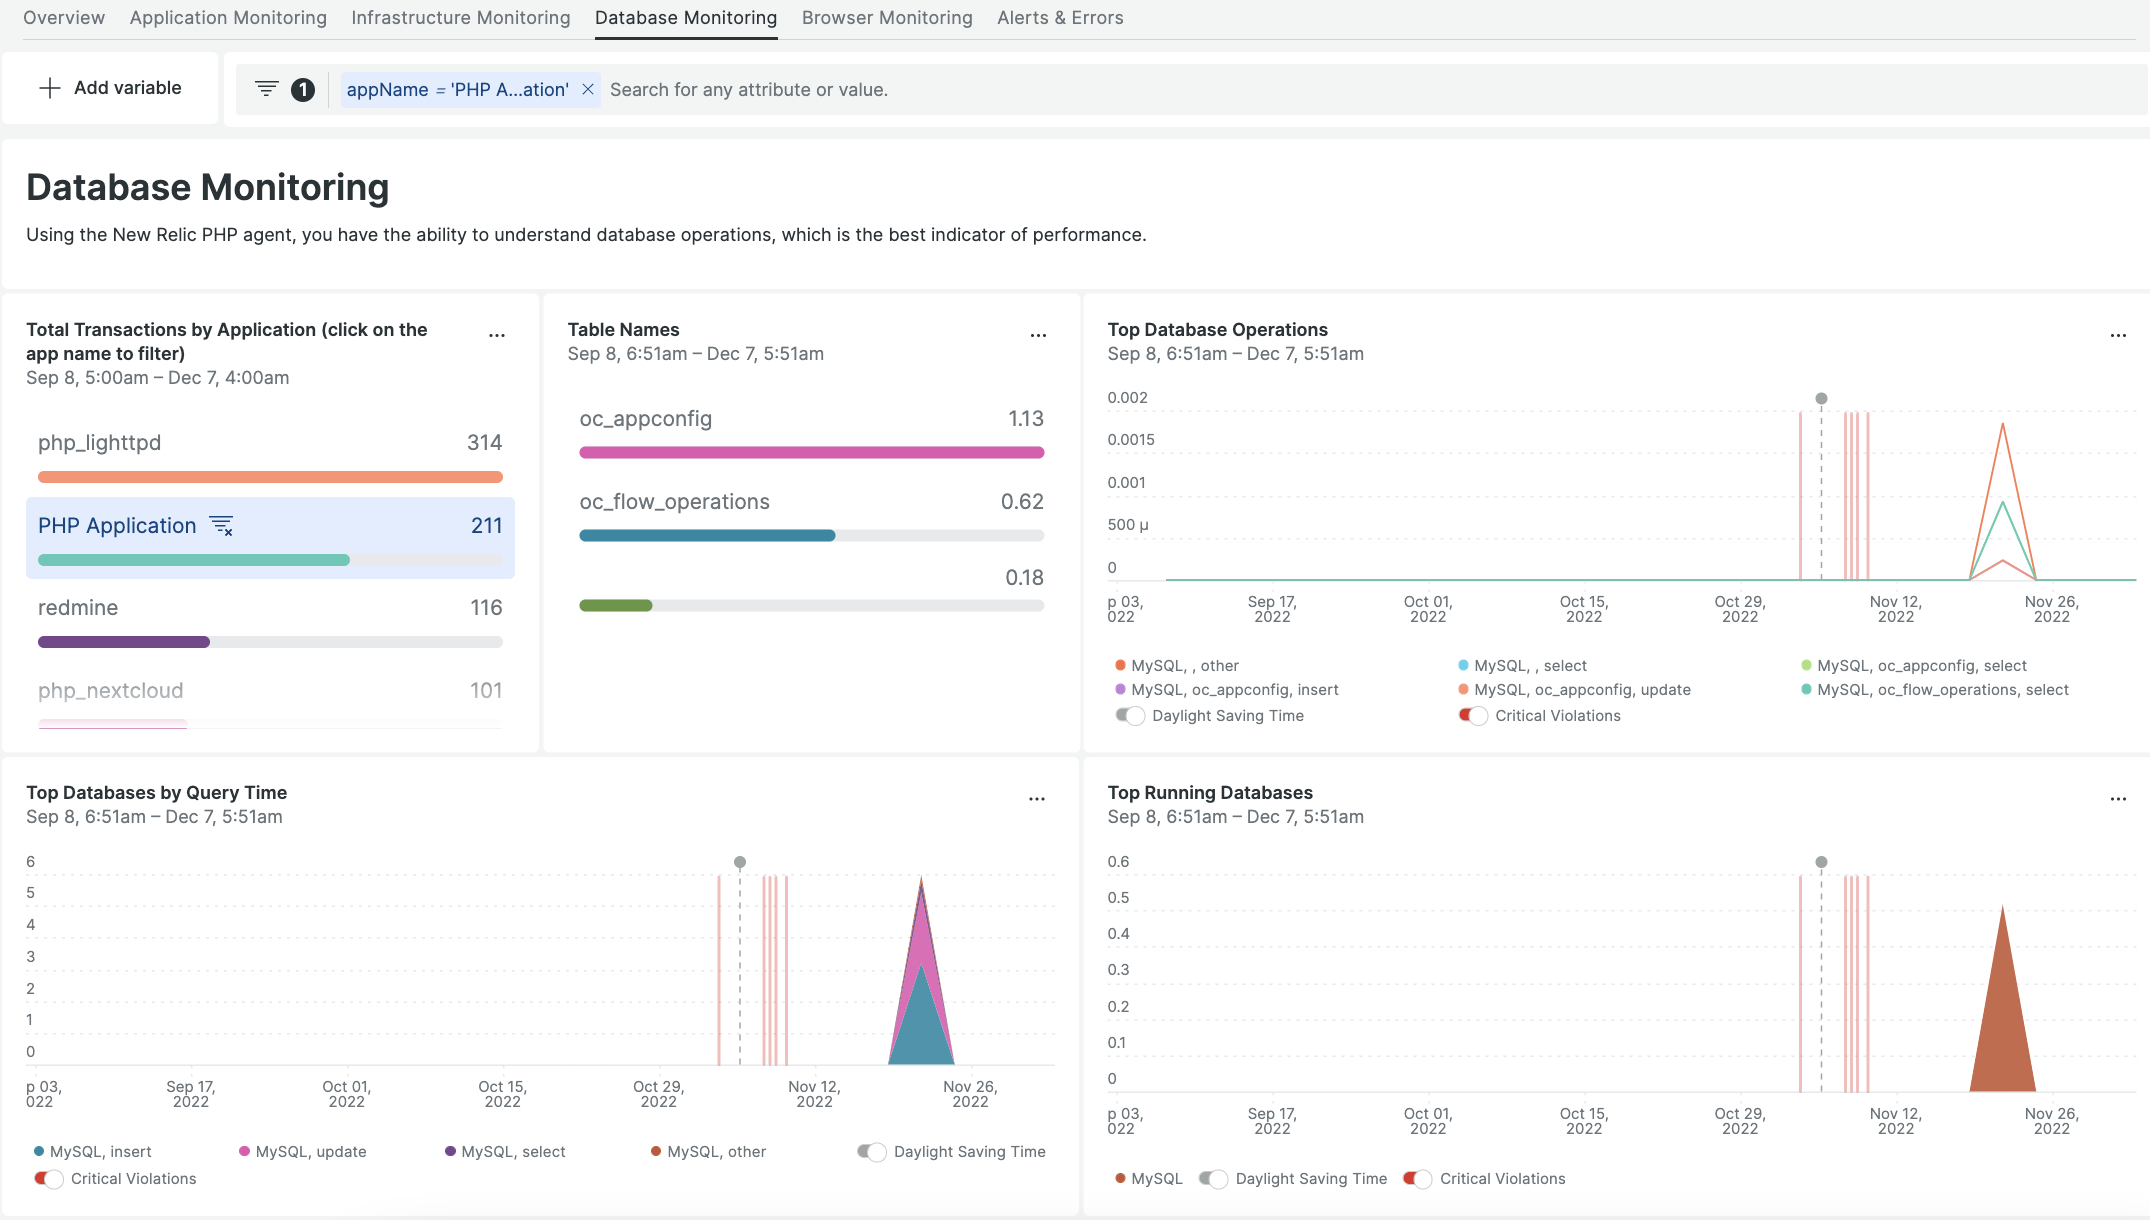 Overview Application Monitoring Infrastructure Monitoring Database Monitoring Browser Monitoring Alerts & Errors
Add variable
1 appName = 'PHP A...ation' Search for any attribute or value.
Database Monitoring
Using the New Relic PHP agent, you have the ability to understand database operations, which is the best indicator of performance.
Total Transactions by Application (click on the
app name to filter)
Sep 8, 5:00am – Dec 7, 4:00am
php_lighttpd 314
PHP Application 211
redmine 116
php_nextcloud 101
Table Names
Sep 8, 6:51am – Dec 7, 5:51am
oc_appconfig 1.13
oc_flow_operations 0.62
0.18
Top Database Operations
Sep 8, 6:51am – Dec 7, 5:51am
0.002
0.0015
0.001
500 µ
0
p 03, Sep 17, Oct 01, Oct 15, Oct 29, Nov 12, Nov 26,
022 2022 2022 2022 2022 2022 2022
MySQL, , other MySQL, , select MySQL, oc_appconfig, select
MySQL, oc_appconfig, insert MySQL, oc_appconfig, update MySQL, oc_flow_operations, select
Daylight Saving Time Critical Violations
Top Databases by Query Time
Sep 8, 6:51am – Dec 7, 5:51am
6
5
4
3
2
1
0
p 03, Sep 17, Oct 01, Oct 15, Oct 29, Nov 12, Nov 26,
022 2022 2022 2022 2022 2022 2022
MySQL, insert MySQL, update MySQL, select MySQL, other Daylight Saving Time
Critical Violations
Top Running Databases
Sep 8, 6:51am – Dec 7, 5:51am
0.6
0.5
0.4
0.3
0.2
0.1
0
p 03, Sep 17, Oct 01, Oct 15, Oct 29, Nov 12, Nov 26,
022 2022 2022 2022 2022 2022 2022
MySQL Daylight Saving Time Critical Violations